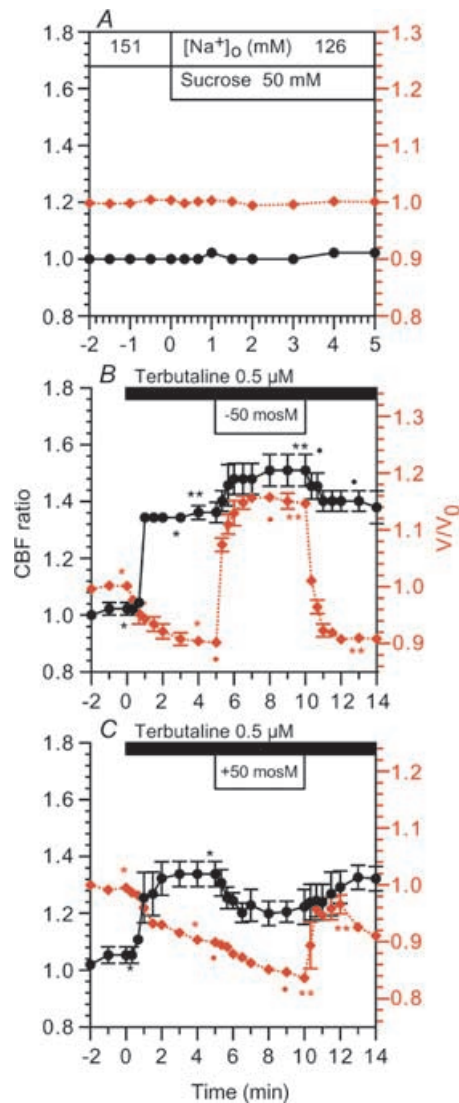 A
151 [Na⁺]o (mM) 126
Sucrose 50 mM
1.8
1.6
1.4
1.2
1.0
0.8
1.3
1.2
1.1
1.0
0.9
0.8
-2 -1 0 1 2 3 4 5
B
Terbutaline 0.5 µM
-50 mosM
** • * ** * * • ** • * **
1.8
1.6
1.4
1.2
1.0
0.8
1.3
1.2
1.1
1.0
0.9
-2 0 2 4 6 8 10 12 14
CBF ratio
V/V0
C
Terbutaline 0.5 µM
+50 mosM
* * * * • • ** **
1.8
1.6
1.4
1.2
1.0
0.8
1.2
1.1
1.0
0.9
0.8
-2 0 2 4 6 8 10 12 14
Time (min)